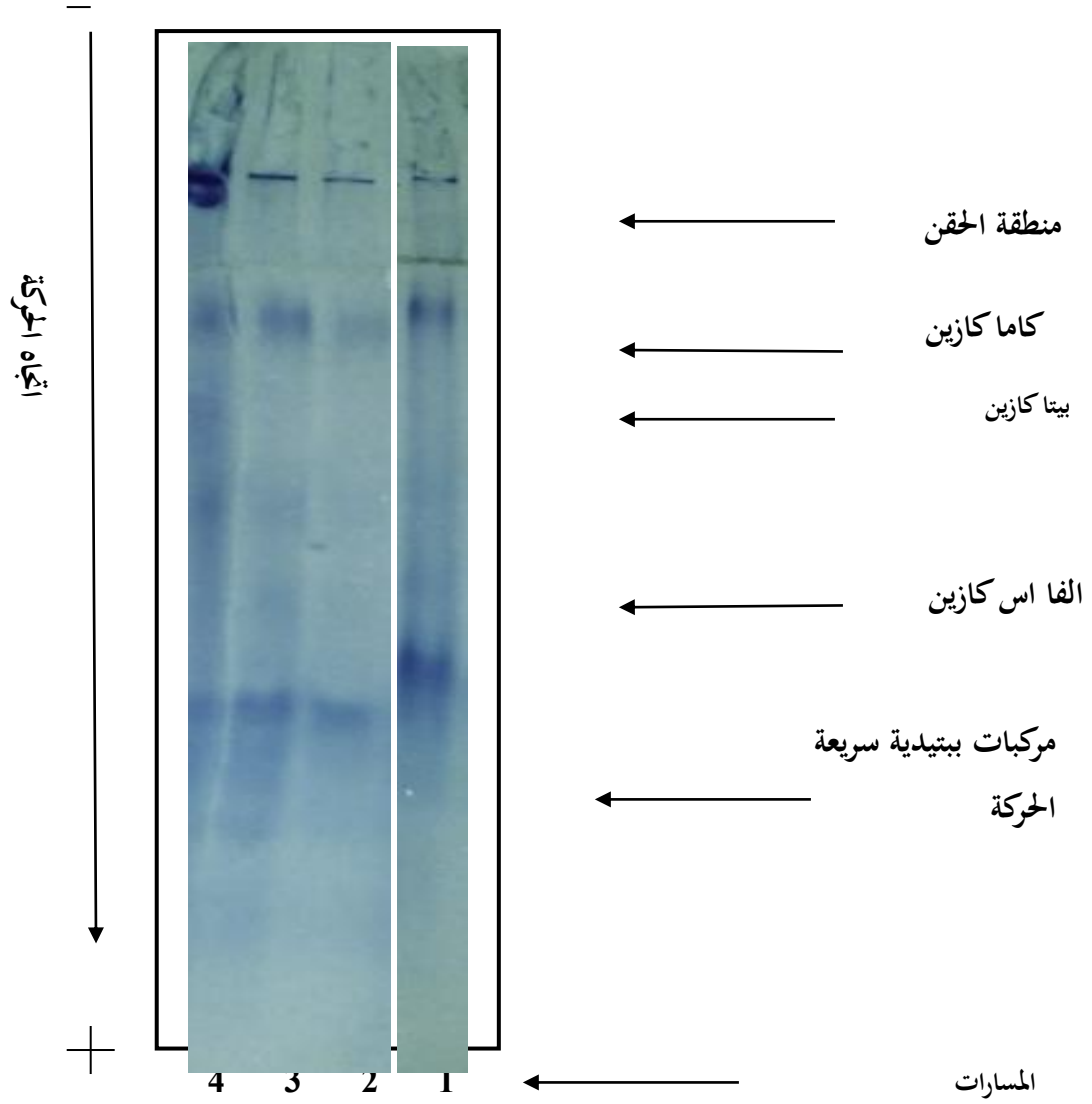 −
منطقة الحقن
كاما كازين
اتجاه الحركة
بيتا كازين
الفا اس كازين
مركبات ببتيدية سريعة
الحركة
+
4 3 2 1
المسارات